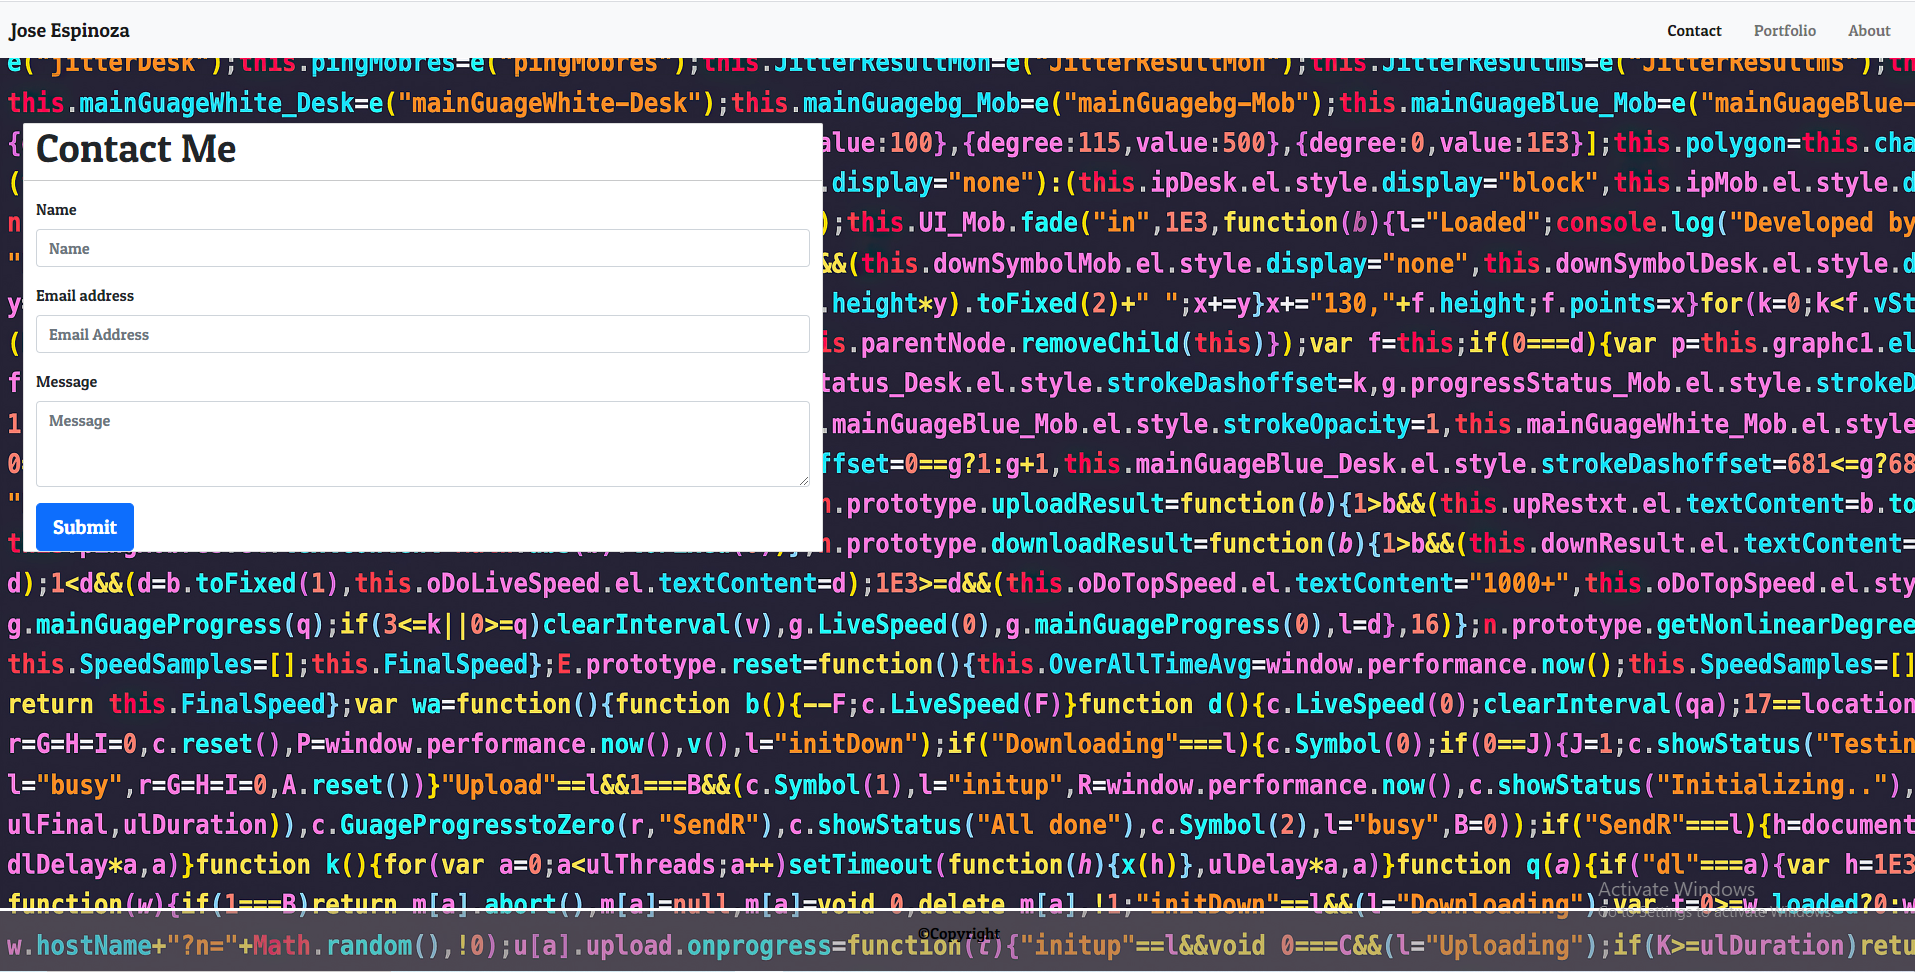 Jose Espinoza
Contact Portfolio About
e("jitterDesk");this.pingMobres=e("pingMobres");this.JitterResultMon=e("JitterResultMon");this.JitterResultms=e("JitterResultms");th
this.mainGuageWhite_Desk=e("mainGuageWhite-Desk");this.mainGuagebg_Mob=e("mainGuagebg-Mob");this.mainGuageBlue_Mob=e("mainGuageBlue-
{ alue:100},{degree:115,value:500},{degree:0,value:1E3}];this.polygon=this.cha
Contact Me
( .display="none"):(this.ipDesk.el.style.display="block",this.ipMob.el.style.d
Name
n );this.UI_Mob.fade("in",1E3,function(b){l="Loaded";console.log("Developed by
Name
" &&(this.downSymbolMob.el.style.display="none",this.downSymbolDesk.el.style.d
Email address
y= .height*y).toFixed(2)+" ";x+=y}x+="130,"+f.height;f.points=x}for(k=0;k<f.vSt
Email Address
( is.parentNode.removeChild(this)});var f=this;if(0===d){var p=this.graphc1.el
Message
f tatus_Desk.el.style.strokeDashoffset=k,g.progressStatus_Mob.el.style.strokeD
Message
1 .mainGuageBlue_Mob.el.style.strokeOpacity=1,this.mainGuageWhite_Mob.el.style
0 ffset=0==g?1:g+1,this.mainGuageBlue_Desk.el.style.strokeDashoffset=681<=g?68
" n.prototype.uploadResult=function(b){1>b&&(this.upRestxt.el.textContent=b.to
Submit
n.prototype.downloadResult=function(b){1>b&&(this.downResult.el.textContent=
d);1<d&&(d=b.toFixed(1),this.oDoLiveSpeed.el.textContent=d);1E3>=d&&(this.oDoTopSpeed.el.textContent="1000+",this.oDoTopSpeed.el.sty
g.mainGuageProgress(q);if(3<=k||0>=q)clearInterval(v),g.LiveSpeed(0),g.mainGuageProgress(0),l=d},16)};n.prototype.getNonlinearDegree
this.SpeedSamples=[];this.FinalSpeed};E.prototype.reset=function(){this.OverAllTimeAvg=window.performance.now();this.SpeedSamples=[]
return this.FinalSpeed};var wa=function(){function b(){--F;c.LiveSpeed(F)}function d(){c.LiveSpeed(0);clearInterval(qa);17==location
r=G=H=I=0,c.reset(),P=window.performance.now(),v(),l="initDown");if("Downloading"===l){c.Symbol(0);if(0==J){J=1;c.showStatus("Testin
l="busy",r=G=H=I=0,A.reset())}"Upload"==l&&1===B&&(c.Symbol(1),l="initup",R=window.performance.now(),c.showStatus("Initializing.."),
ulFinal,ulDuration)),c.GuageProgresstoZero(r,"SendR"),c.showStatus("All done"),c.Symbol(2),l="busy",B=0));if("SendR"===l){h=document
dlDelay*a,a)}function k(){for(var a=0;a<ulThreads;a++)setTimeout(function(h){x(h)},ulDelay*a,a)}function q(a){if("dl"===a){var h=1E3
Activate Windows
function(w){if(1===B)return m[a].abort(),m[a]=null,m[a]=void 0,delete m[a],!1;"initDown"==l&&(l="Downloading");var t=0>=w.loaded?0:w
Go to Settings to activate Windows.
©Copyright
w.hostName+"?n="+Math.random(),!0);u[a].upload.onprogress=function(t){"initup"==l&&void 0===C&&(l="Uploading");if(K>=ulDuration)retu